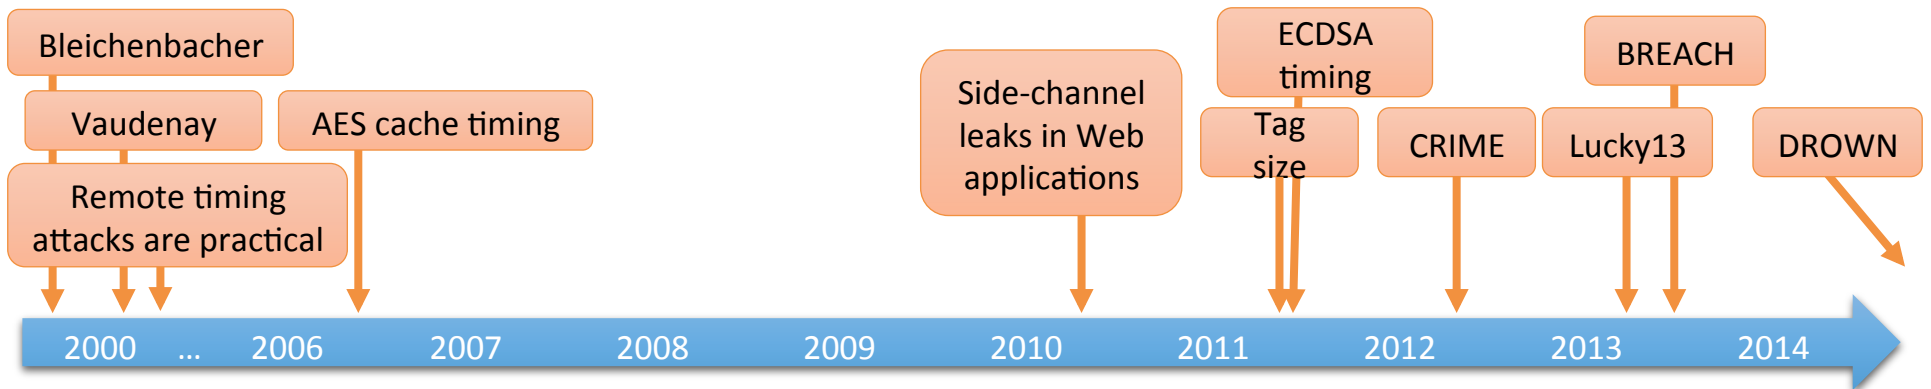 Bleichenbacher
Vaudenay
Remote timing
attacks are practical
AES cache timing
Side-channel
leaks in Web
applications
ECDSA
timing
Tag
size
CRIME
BREACH
Lucky13
DROWN
2000 ... 2006 2007 2008 2009 2010 2011 2012 2013 2014